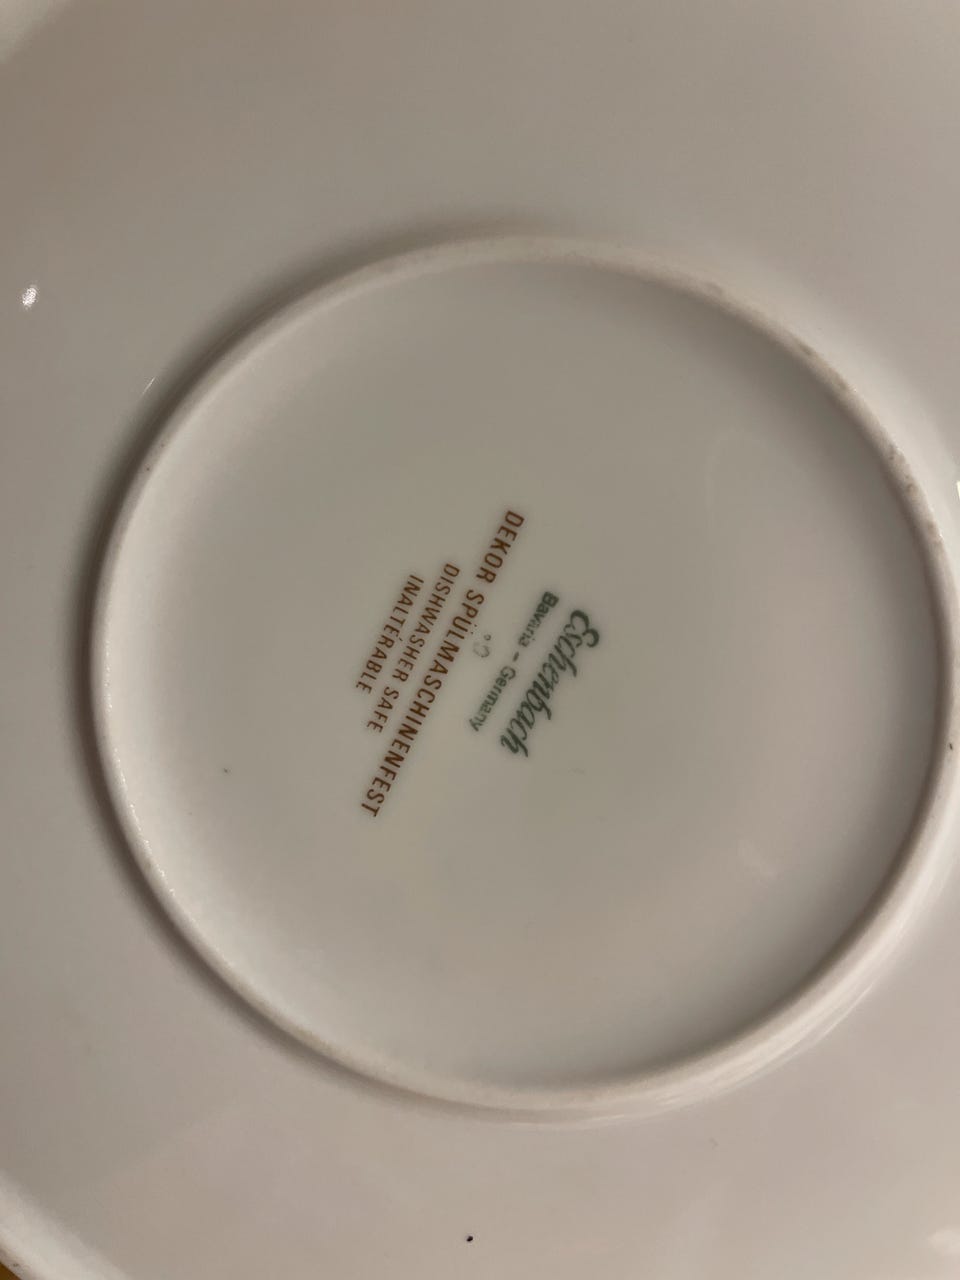 Eschenbach
Bavaria - Germany
DEKOR SPÜLMASCHINENFEST
DISHWASHER SAFE
INALTÉRABLE